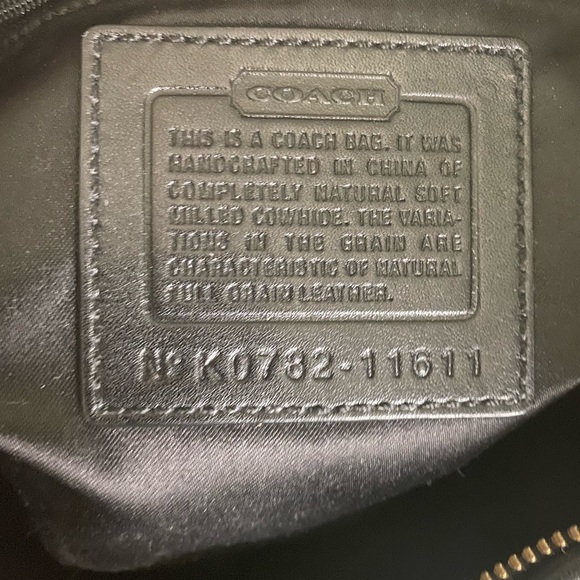 COACH
THIS IS A COACH BAG. IT WAS
HANDCRAFTED IN CHINA OF
COMPLETELY NATURAL SOFT
MILLED COWHIDE. THE VARIA-
TIONS IN THE GRAIN ARE
CHARACTERISTIC OF NATURAL
FULL GRAIN LEATHER.
No K0782-11611